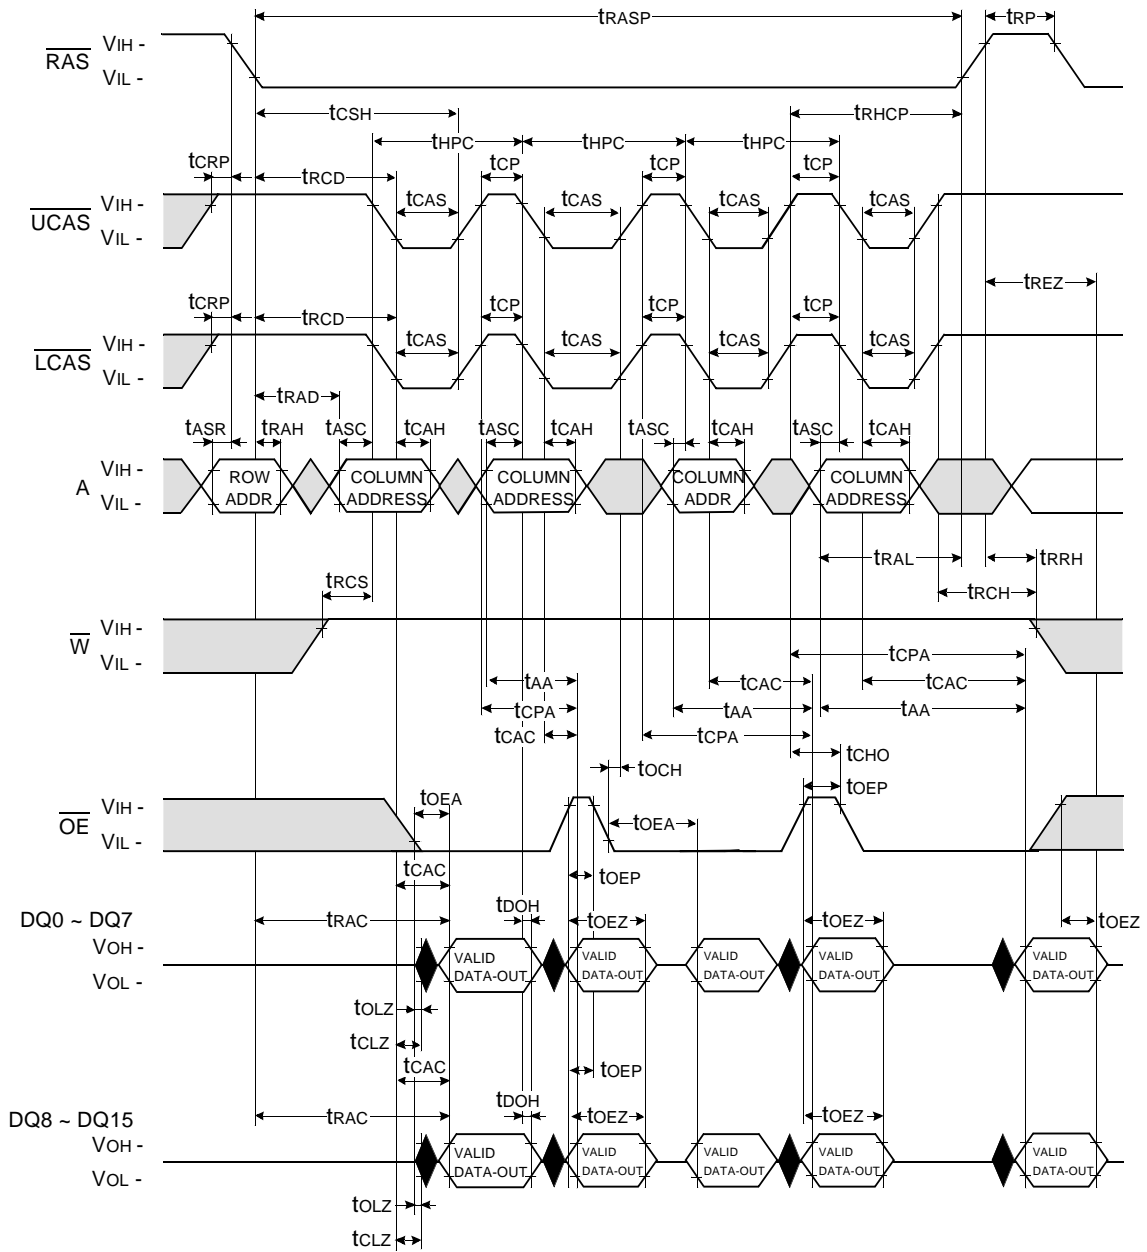 tRASP tRP
RAS VIH -
VIL -
tCSH tRHCP
tHPC tHPC tHPC
tCRP tRCD tCP tCP tCP
UCAS VIH - tCAS tCAS tCAS tCAS
VIL -
tREZ
tCRP tRCD tCP tCP tCP
LCAS VIH - tCAS tCAS tCAS tCAS
VIL -
tRAD
tASR tRAH tASC tCAH tASC tCAH tASC tCAH tASC tCAH
A VIH - ROW COLUMN COLUMN COLUMN COLUMN
VIL - ADDR ADDRESS ADDRESS ADDR ADDRESS
tRAL tRRH
tRCS tRCH
W VIH -
VIL -
tCPA
tAA tCAC tCAC
tCPA tAA tAA
tCAC tCPA
tCHO
tOCH
tOEP
OE VIH - tOEA tOEA
VIL -
tCAC tOEP
DQ0 ~ DQ7 tRAC tDOH tOEZ tOEZ tOEZ
VOH - VALID VALID VALID VALID VALID
VOL - DATA-OUT DATA-OUT DATA-OUT DATA-OUT DATA-OUT
tOLZ
tCLZ
tCAC tOEP
tDOH
DQ8 ~ DQ15 tRAC tOEZ tOEZ
VOH - VALID VALID VALID VALID VALID
VOL - DATA-OUT DATA-OUT DATA-OUT DATA-OUT DATA-OUT
tOLZ
tCLZ